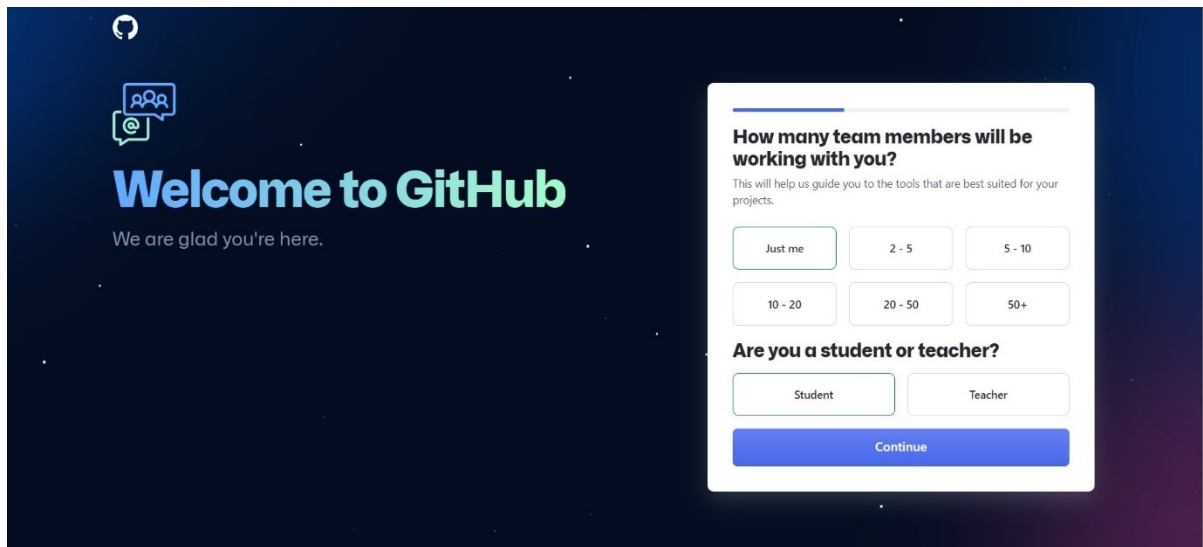 @
Welcome to GitHub
We are glad you're here.
How many team members will be
working with you?
This will help us guide you to the tools that are best suited for your
projects.
Just me
2 - 5
5 - 10
10 - 20
20 - 50
50+
Are you a student or teacher?
Student
Teacher
Continue